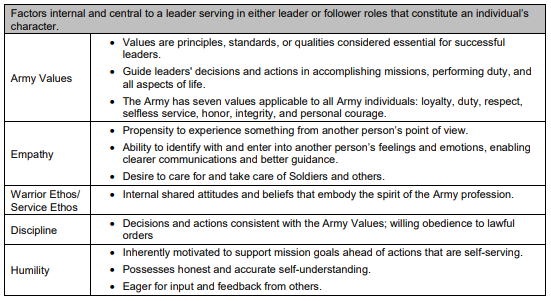 Factors internal and central to a leader serving in either leader or follower roles that constitute an individual's
character.
Army Values
• Values are principles, standards, or qualities considered essential for successful
leaders.
• Guide leaders' decisions and actions in accomplishing missions, performing duty, and
all aspects of life.
• The Army has seven values applicable to all Army individuals: loyalty, duty, respect,
selfless service, honor, integrity, and personal courage.
Empathy
• Propensity to experience something from another person's point of view.
• Ability to identify with and enter into another person's feelings and emotions, enabling
clearer communications and better guidance.
• Desire to care for and take care of Soldiers and others.
Warrior Ethos/
Service Ethos
• Internal shared attitudes and beliefs that embody the spirit of the Army profession.
Discipline
• Decisions and actions consistent with the Army Values; willing obedience to lawful
orders
Humility
• Inherently motivated to support mission goals ahead of actions that are self-serving.
• Possesses honest and accurate self-understanding.
• Eager for input and feedback from others.